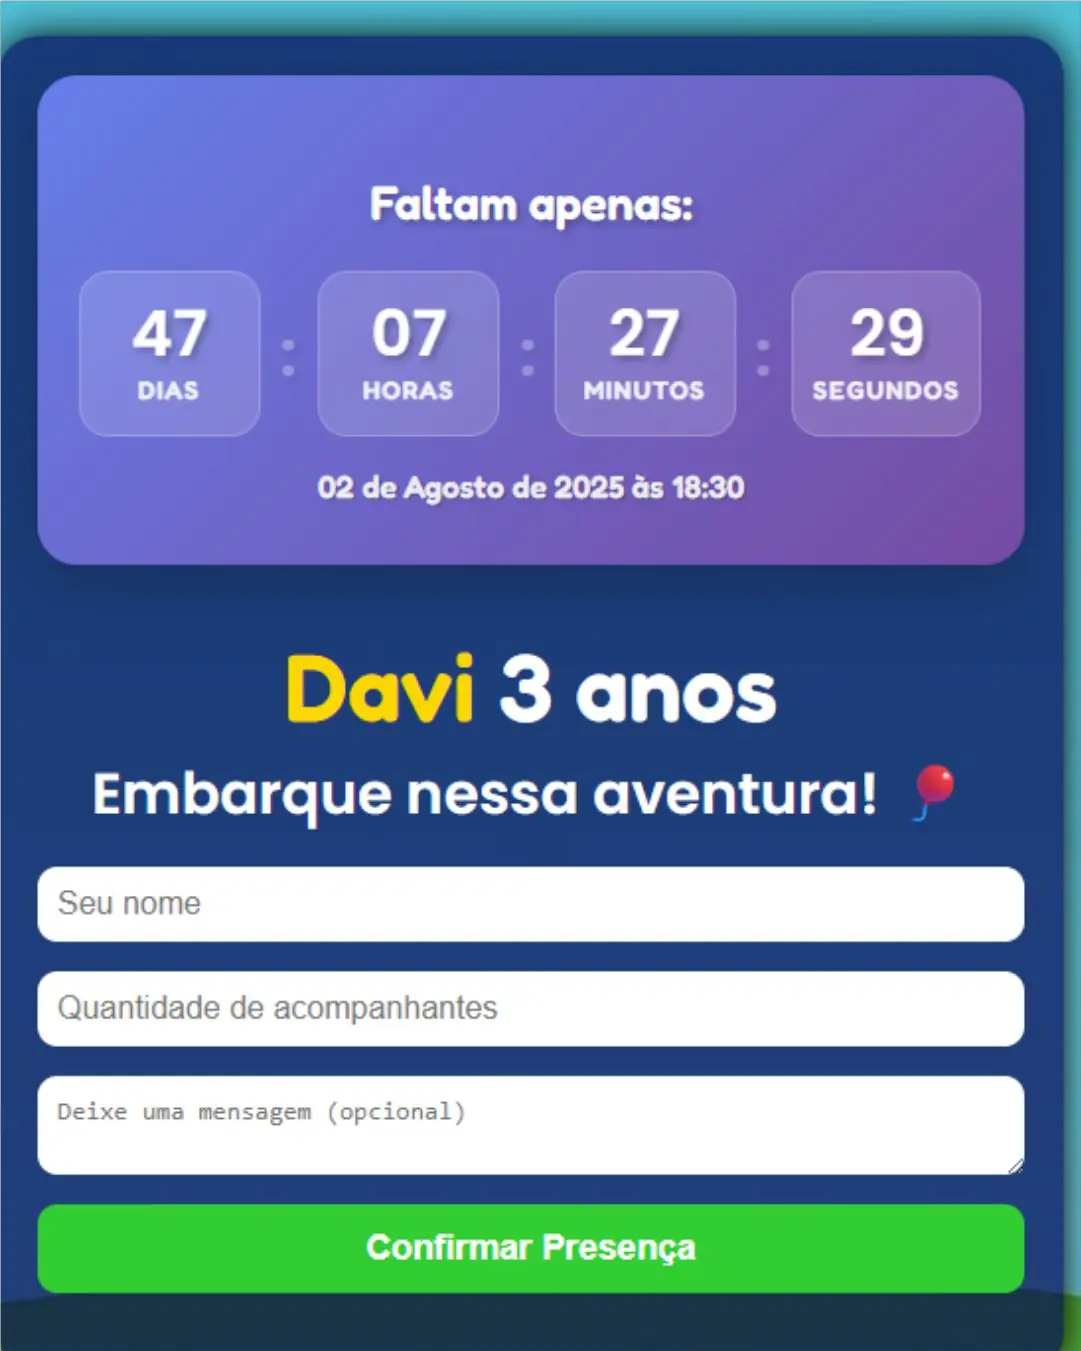 Faltam apenas:
47 : 07 : 27 : 29
DIAS HORAS MINUTOS SEGUNDOS
02 de Agosto de 2025 às 18:30
Davi 3 anos
Embarque nessa aventura! 🎈
Seu nome
Quantidade de acompanhantes
Deixe uma mensagem (opcional)
Confirmar Presença